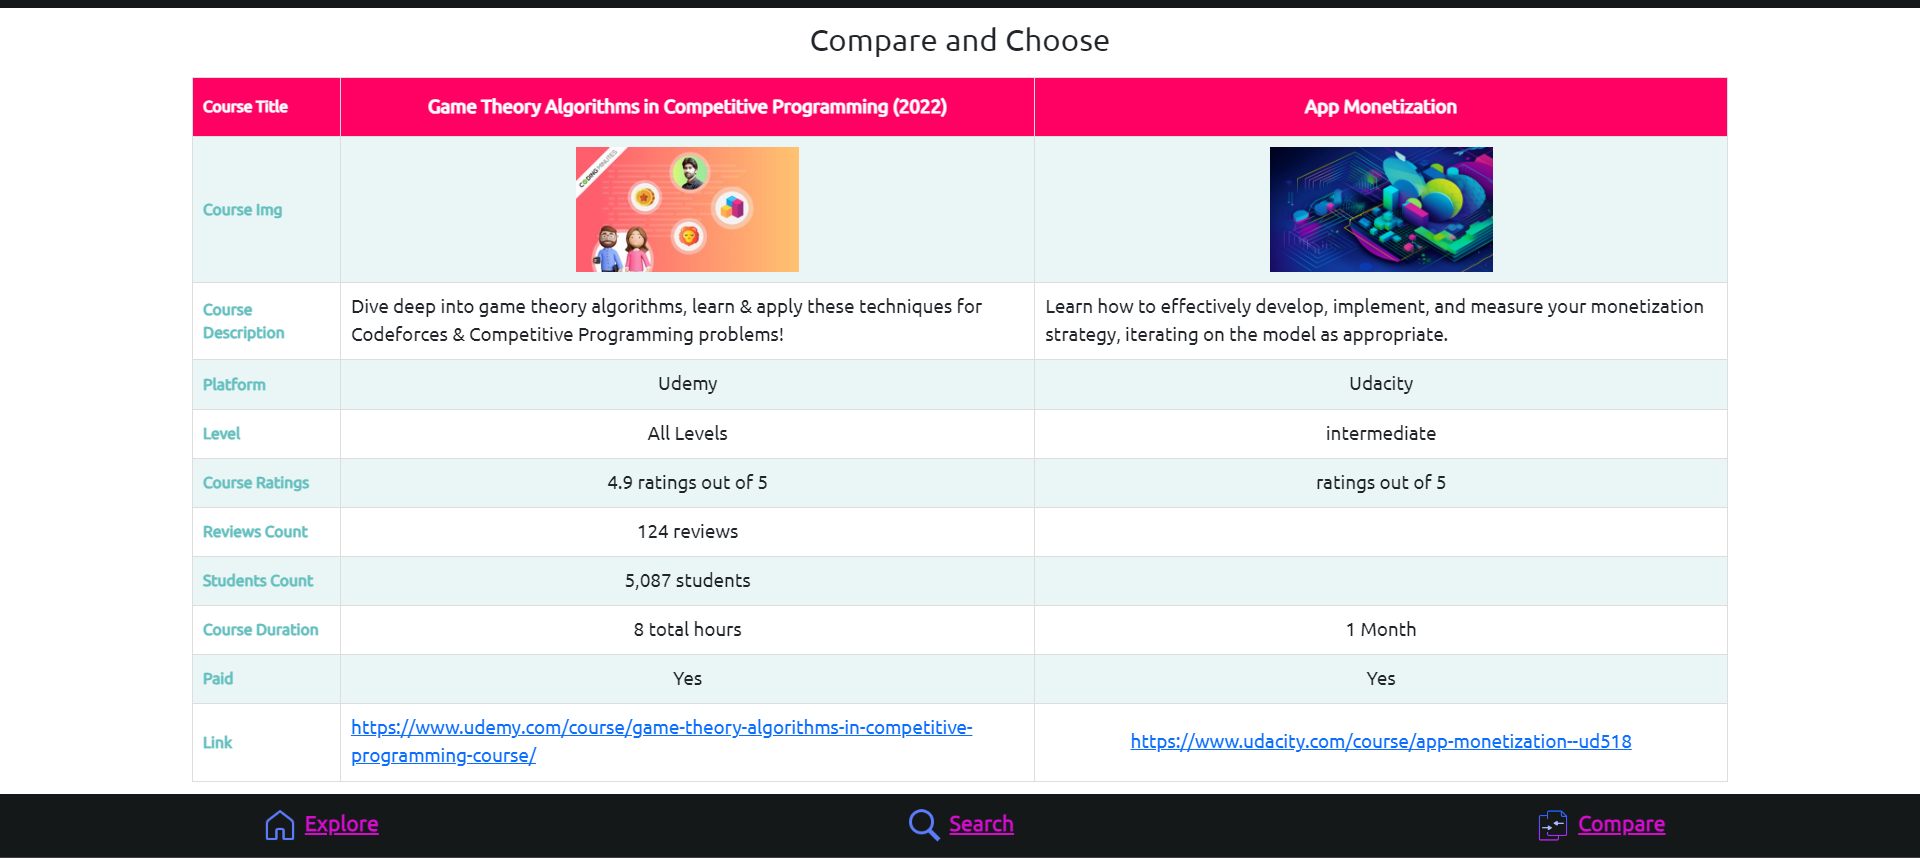 Compare and Choose
Course Title
Game Theory Algorithms in Competitive Programming (2022)
App Monetization
Course Img
CODING MINUTES
Course
Description
Dive deep into game theory algorithms, learn & apply these techniques for
Codeforces & Competitive Programming problems!
Learn how to effectively develop, implement, and measure your monetization
strategy, iterating on the model as appropriate.
Platform
Udemy
Udacity
Level
All Levels
intermediate
Course Ratings
4.9 ratings out of 5
ratings out of 5
Reviews Count
124 reviews
Students Count
5,087 students
Course Duration
8 total hours
1 Month
Paid
Yes
Yes
Link
https://www.udemy.com/course/game-theory-algorithms-in-competitive-
programming-course/
https://www.udacity.com/course/app-monetization--ud518
Explore
Search
Compare